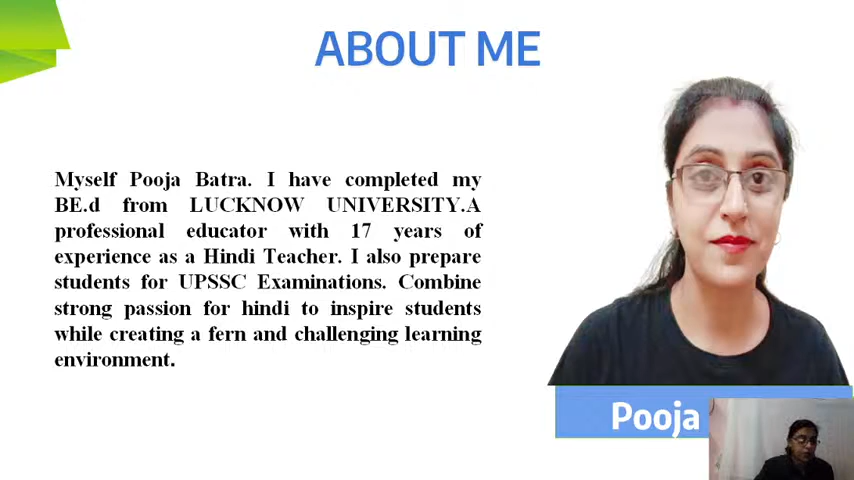 ABOUT ME
Myself Pooja Batra. I have completed my
BE.d from LUCKNOW UNIVERSITY.A
professional educator with 17 years of
experience as a Hindi Teacher. I also prepare
students for UPSSC Examinations. Combine
strong passion for hindi to inspire students
while creating a fern and challenging learning
environment.
Pooja